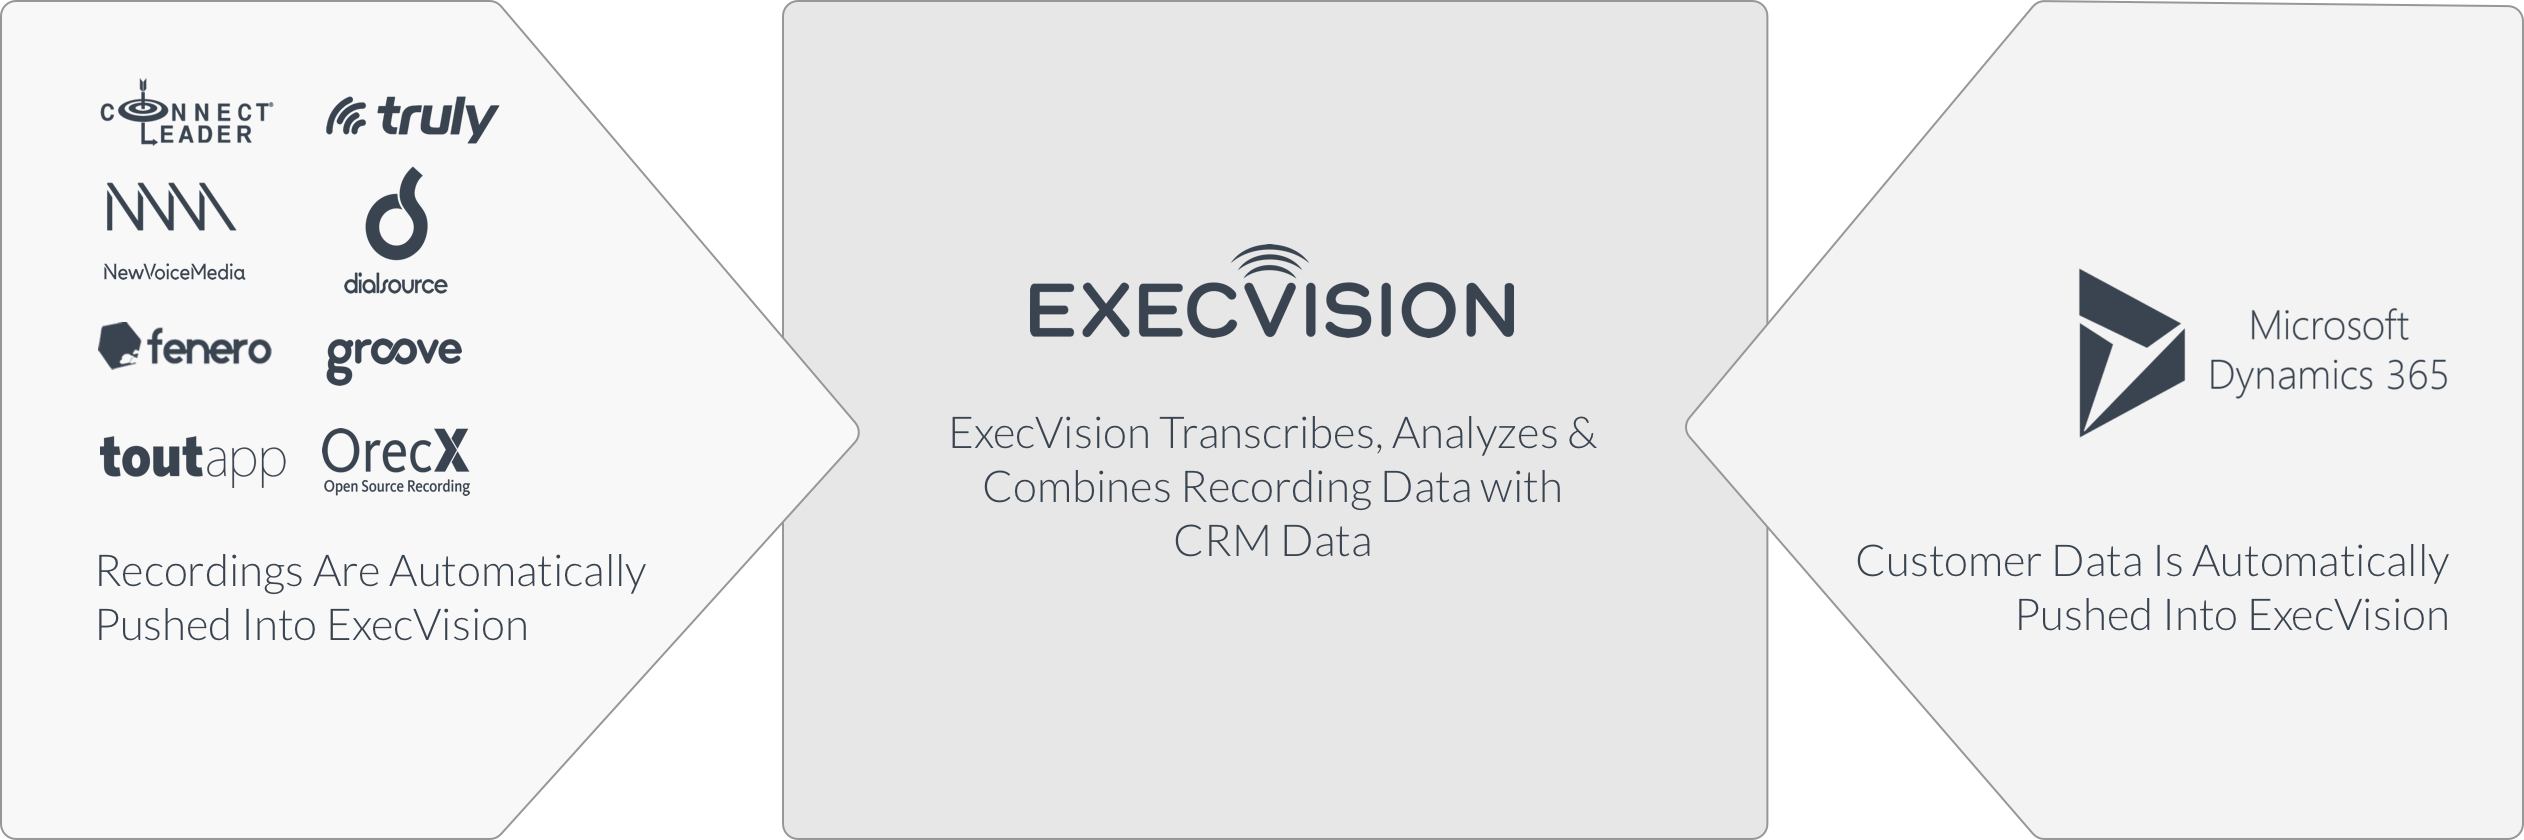 CONNECT®
LEADER
truly
NewVoiceMedia
dialsource
fenero
groove
toutapp
OrecX
Open Source Recording
Recordings Are Automatically
Pushed Into ExecVision
EXECVISION
ExecVision Transcribes, Analyzes &
Combines Recording Data with
CRM Data
Microsoft
Dynamics 365
Customer Data Is Automatically
Pushed Into ExecVision